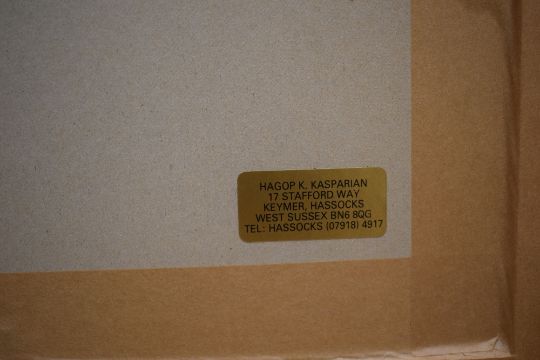 HAGOP K. KASPARIAN
17 STAFFORD WAY
KEYMER, HASSOCKS
WEST SUSSEX BN6 8QG
TEL: HASSOCKS (07918) 4917